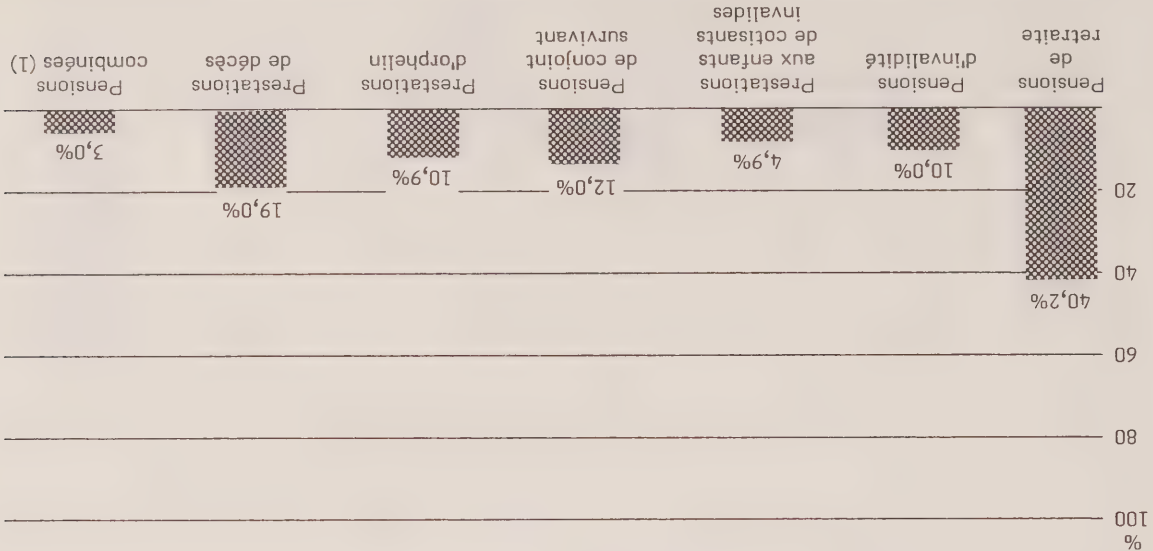 %
100
80
60
40
20
40,2%
10,0%
4,9%
12,0%
10,9%
19,0%
3,0%
Pensions
de
retraite
Pensions
d'invalidité
Prestations
aux enfants
de cotisants
invalides
Pensions
de conjoint
survivant
Prestations
d'orphelin
Prestations
de décès
Pensions
combinées (1)